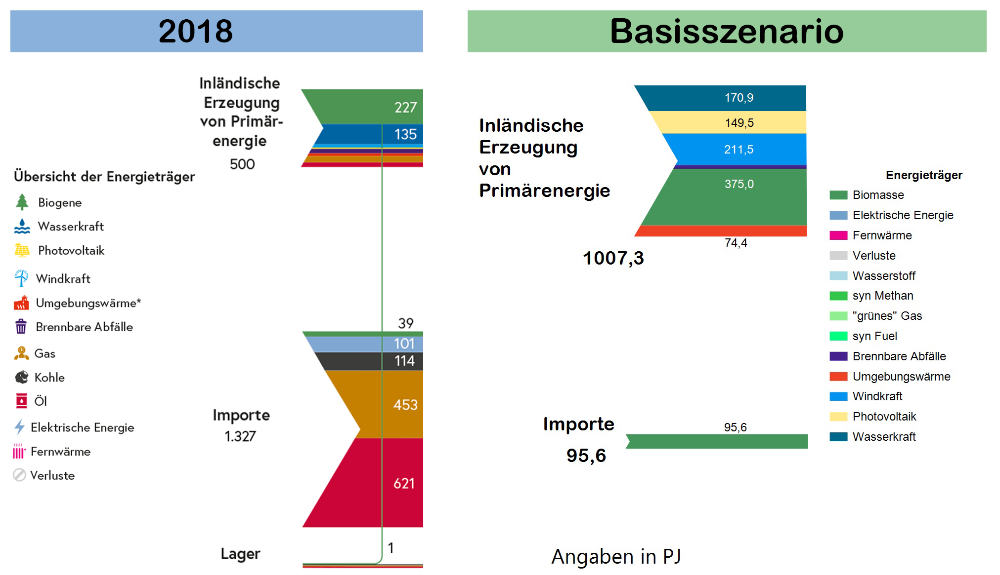 2018
Inländische
Erzeugung
von Primär-
energie
500
227
135
Übersicht der Energieträger
Biogene
Wasserkraft
Photovoltaik
Windkraft
Umgebungswärme*
Brennbare Abfälle
Gas
Kohle
Öl
Elektrische Energie
Fernwärme
Verluste
Importe
1.327
39
101
114
453
621
Lager
1
Basisszenario
Inländische
Erzeugung
von
Primärenergie
1007,3
170,9
149,5
211,5
375,0
74,4
Importe
95,6
95,6
Energieträger
Biomasse
Elektrische Energie
Fernwärme
Verluste
Wasserstoff
syn Methan
"grünes" Gas
syn Fuel
Brennbare Abfälle
Umgebungswärme
Windkraft
Photovoltaik
Wasserkraft
Angaben in PJ